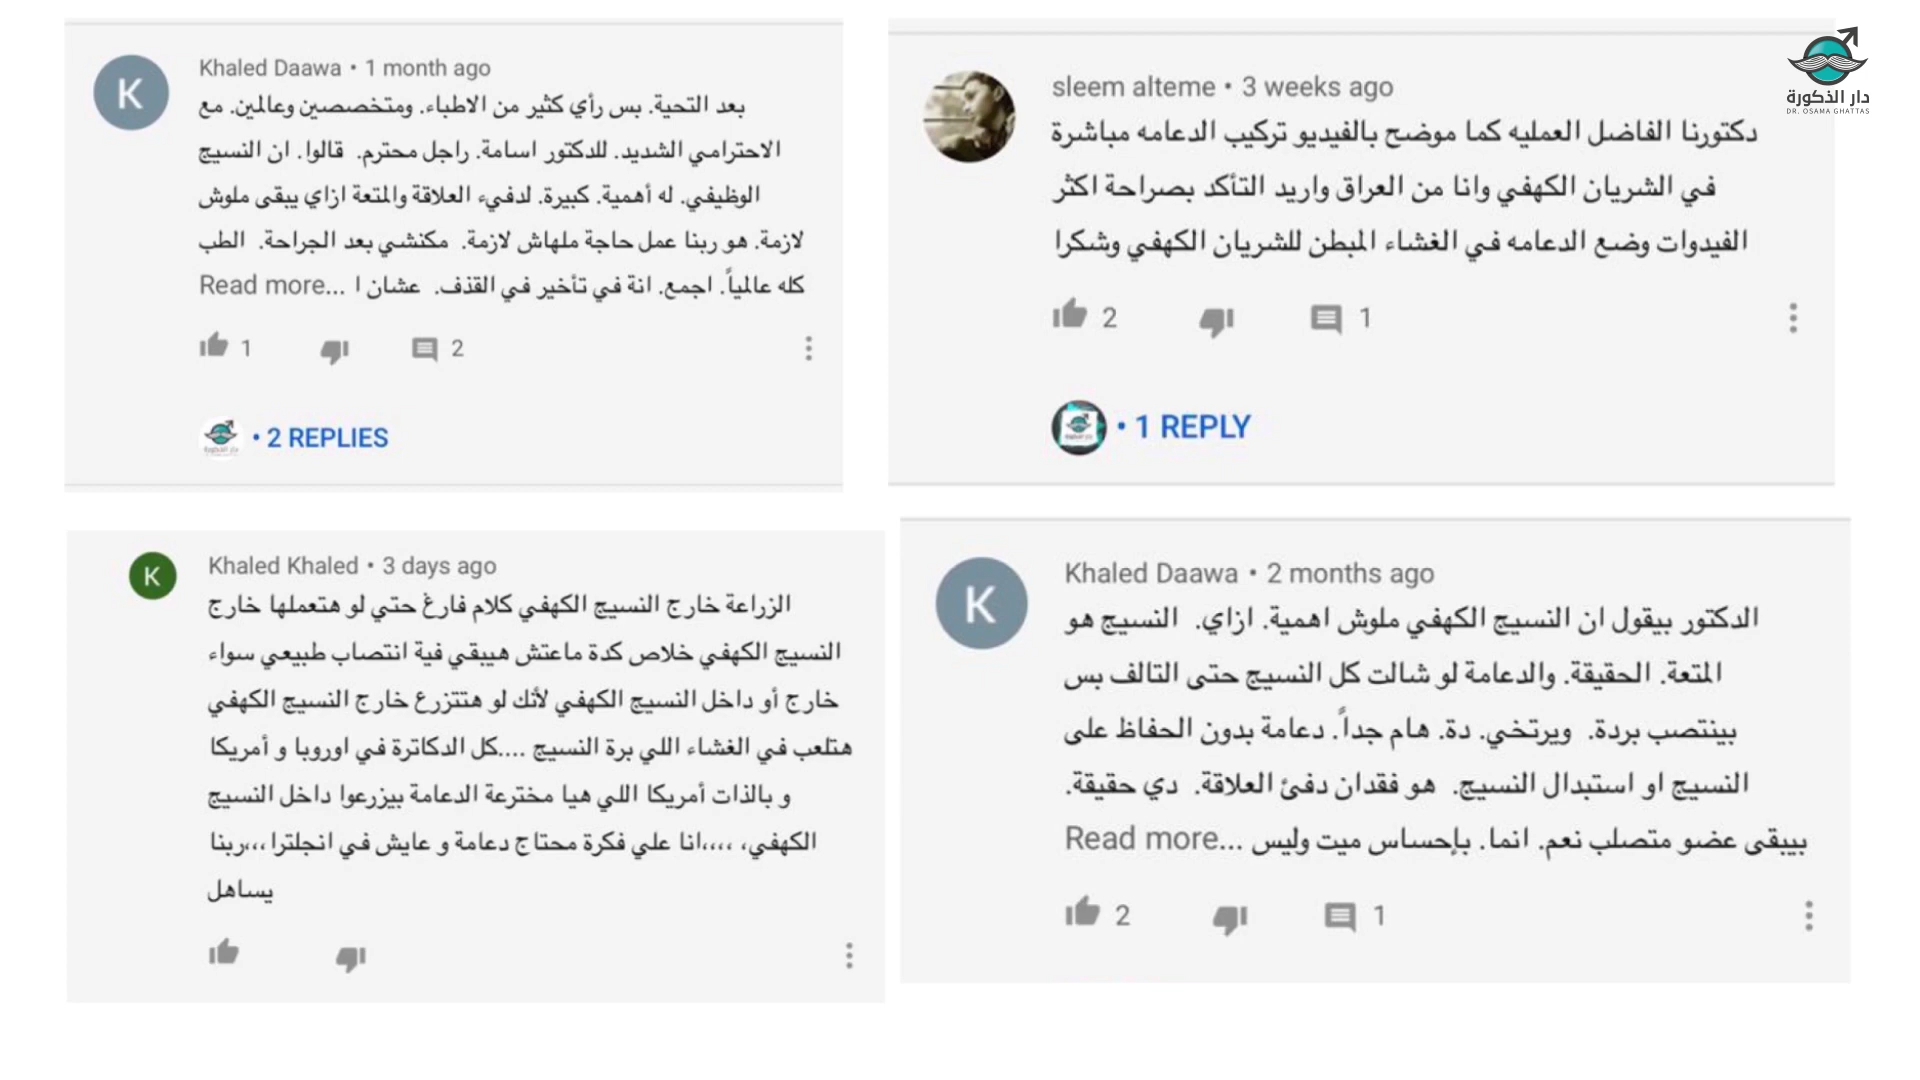 Khaled Daawa • 1 month ago
بعد التحية. بس رأي كثير من الاطباء. ومتخصصين وعالمين. مع
الاحترامي الشديد. للدكتور اسامة. راجل محترم. قالوا. ان النسيج
الوظيفي. له أهمية. كبيرة. لدفيء العلاقة والمتعة ازاي يبقى ملوش
لازمة. هو ربنا عمل حاجة ملهاش لازمة. مكنشي بعد الجراحة. الطب
كله عالمياً. اجمع. انة في تأخير في القذف. عشان ا ...Read more
1 2
• 2 REPLIES
sleem alteme • 3 weeks ago
دكتورنا الفاضل العمليه كما موضح بالفيديو تركيب الدعامه مباشرة
في الشريان الكهفي وانا من العراق واريد التأكد بصراحة اكثر
الفيدوات وضع الدعامه في الغشاء المبطن للشريان الكهفي وشكرا
2 1
• 1 REPLY
دار الذكورة
DR. OSAMA GHATTAS
Khaled Khaled • 3 days ago
الزراعة خارج النسيج الكهفي كلام فارغ حتي لو هتعملها خارج
النسيج الكهفي خلاص كدة ماعتش هيبقي فية انتصاب طبيعي سواء
خارج أو داخل النسيج الكهفي لأنك لو هتتزرع خارج النسيج الكهفي
هتلعب في الغشاء اللي برة النسيج ....كل الدكاترة في اوروبا و أمريكا
و بالذات أمريكا اللي هيا مخترعة الدعامة بيزرعوا داخل النسيج
الكهفي، ،،،،انا علي فكرة محتاج دعامة و عايش في انجلترا ،،،ربنا
يساهل
Khaled Daawa • 2 months ago
الدكتور بيقول ان النسيج الكهفي ملوش اهمية. ازاي. النسيج هو
المتعة. الحقيقة. والدعامة لو شالت كل النسيج حتى التالف بس
بينتصب بردة. ويرتخي. دة. هام جداً. دعامة بدون الحفاظ على
النسيج او استبدال النسيج. هو فقدان دفئ العلاقة. دي حقيقة.
بيبقى عضو متصلب نعم. انما. بإحساس ميت وليس ...Read more
2 1